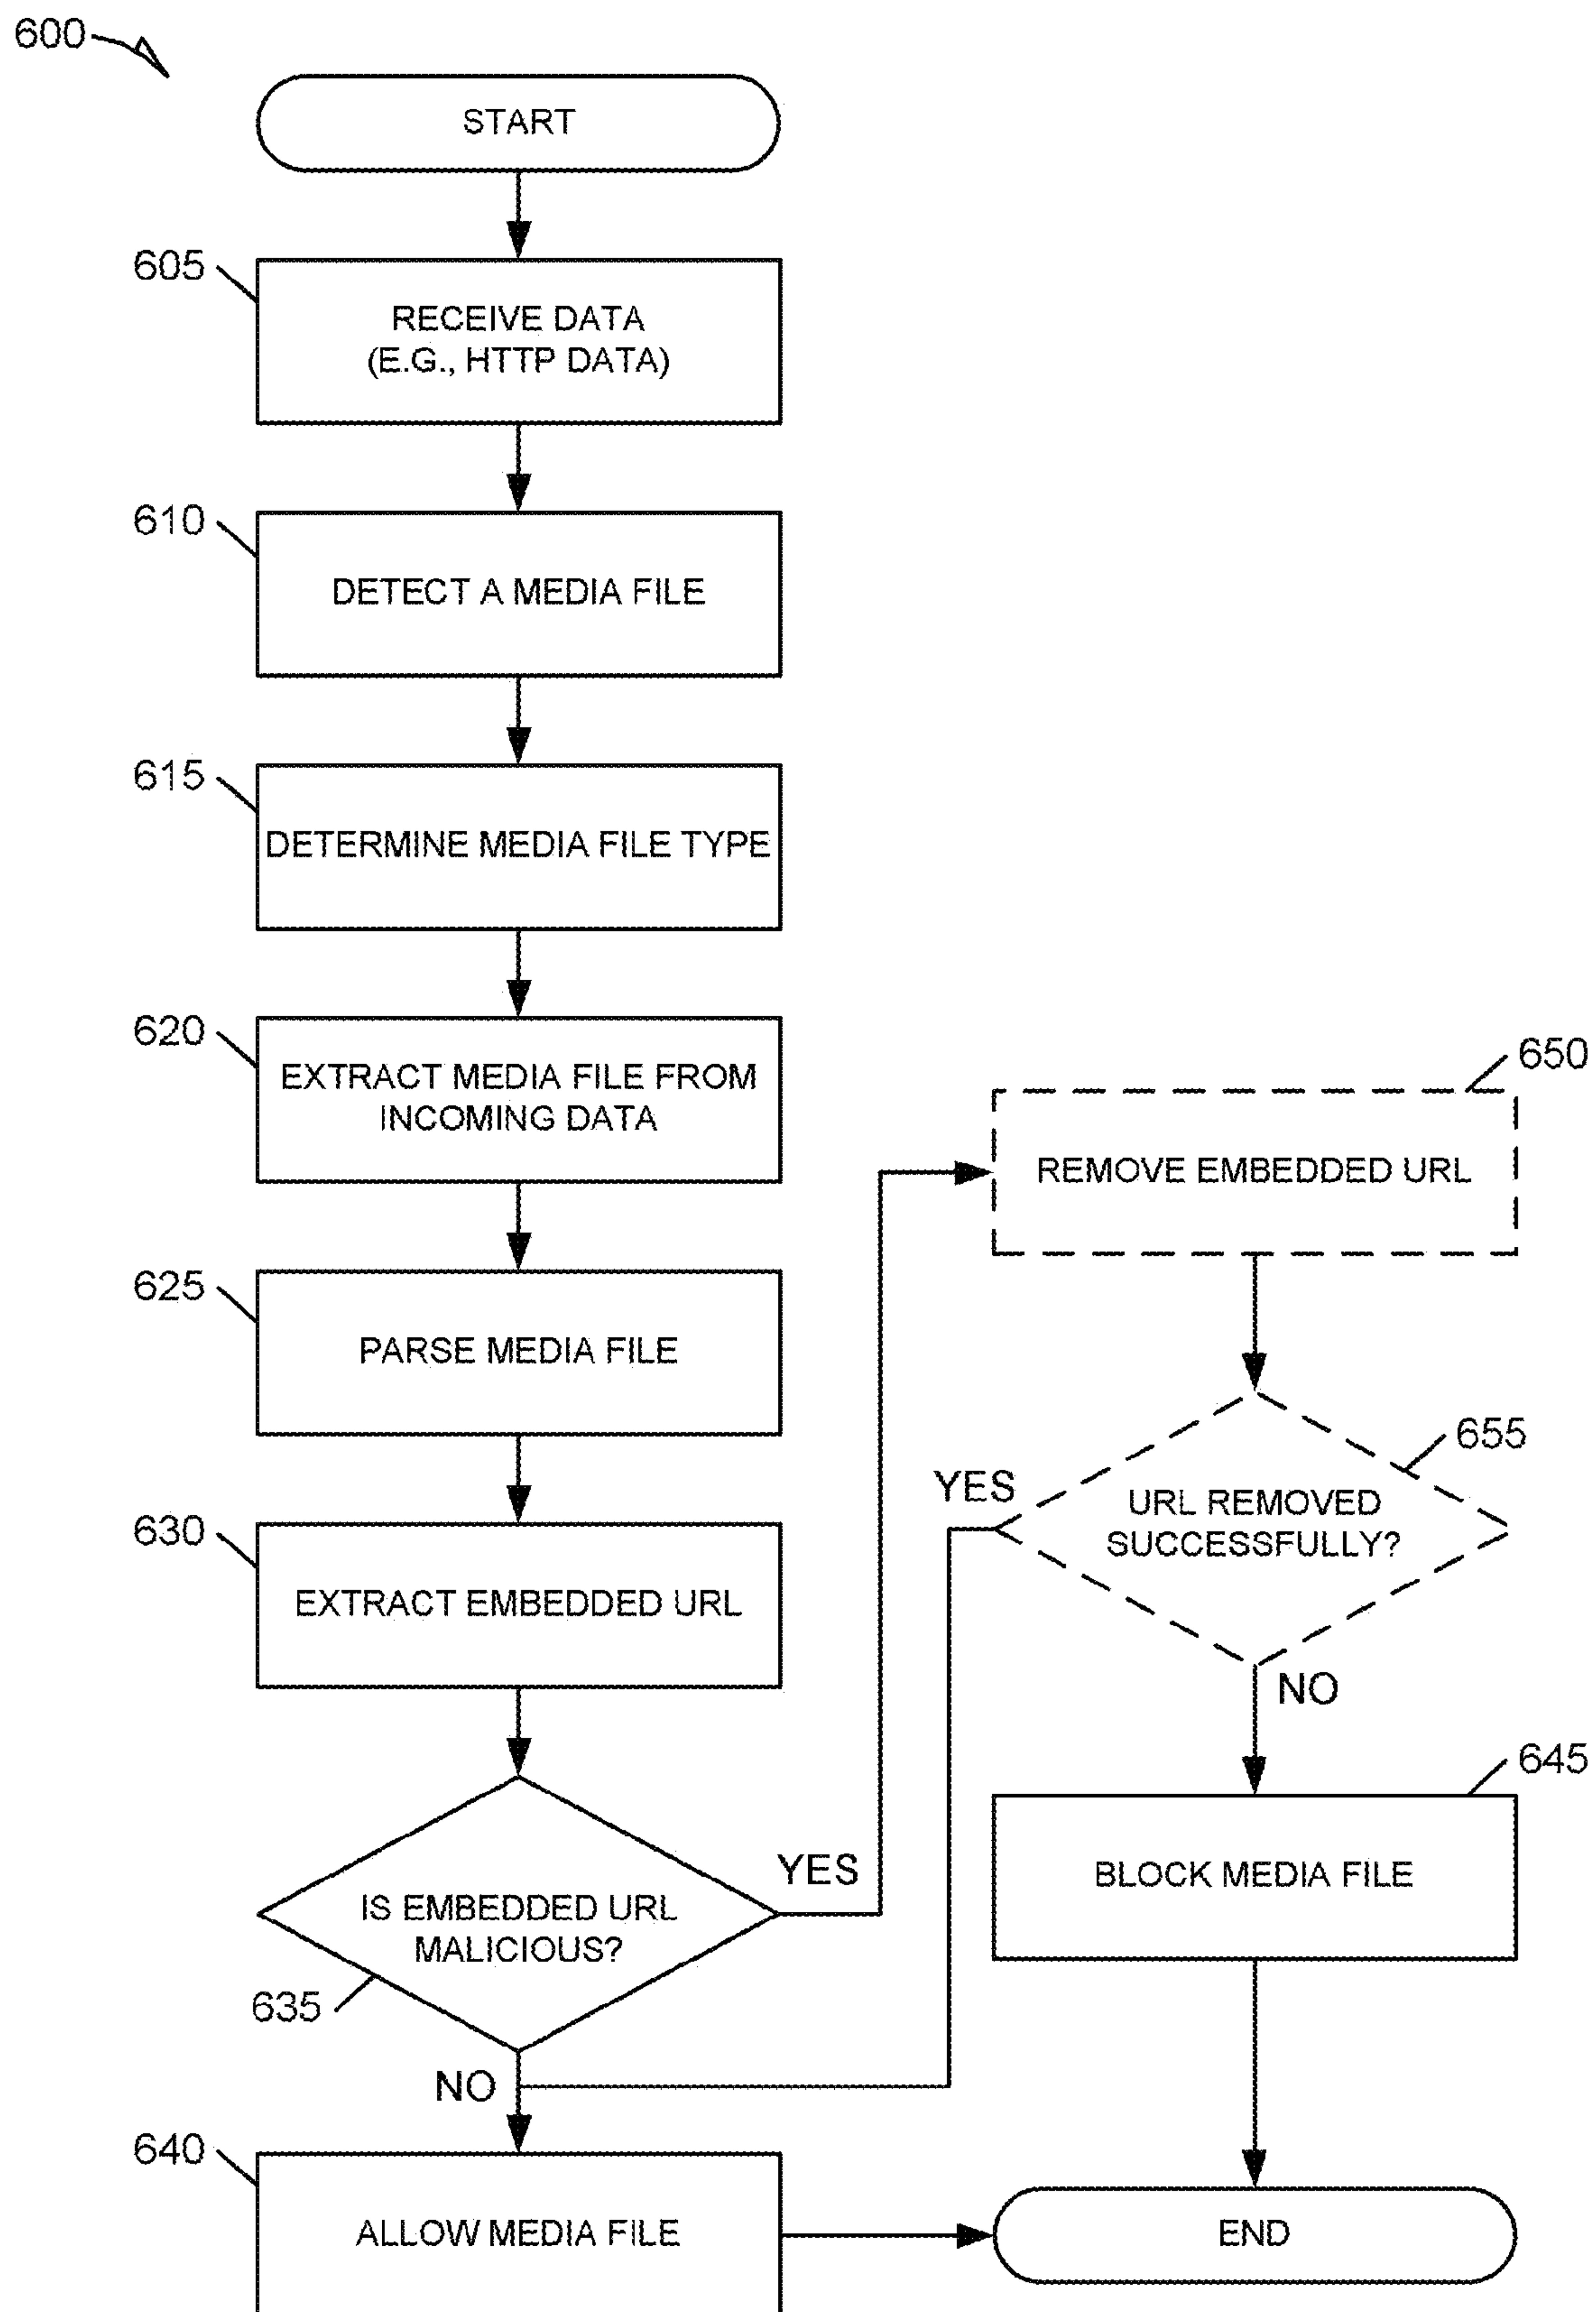 600
START
605
RECEIVE DATA
(E.G., HTTP DATA)
610
DETECT A MEDIA FILE
615
DETERMINE MEDIA FILE TYPE
620
EXTRACT MEDIA FILE FROM
INCOMING DATA
625
PARSE MEDIA FILE
630
EXTRACT EMBEDDED URL
YES
IS EMBEDDED URL
MALICIOUS?
635
NO
640
ALLOW MEDIA FILE
650
REMOVE EMBEDDED URL
655
YES
URL REMOVED
SUCCESSFULLY?
NO
645
BLOCK MEDIA FILE
END